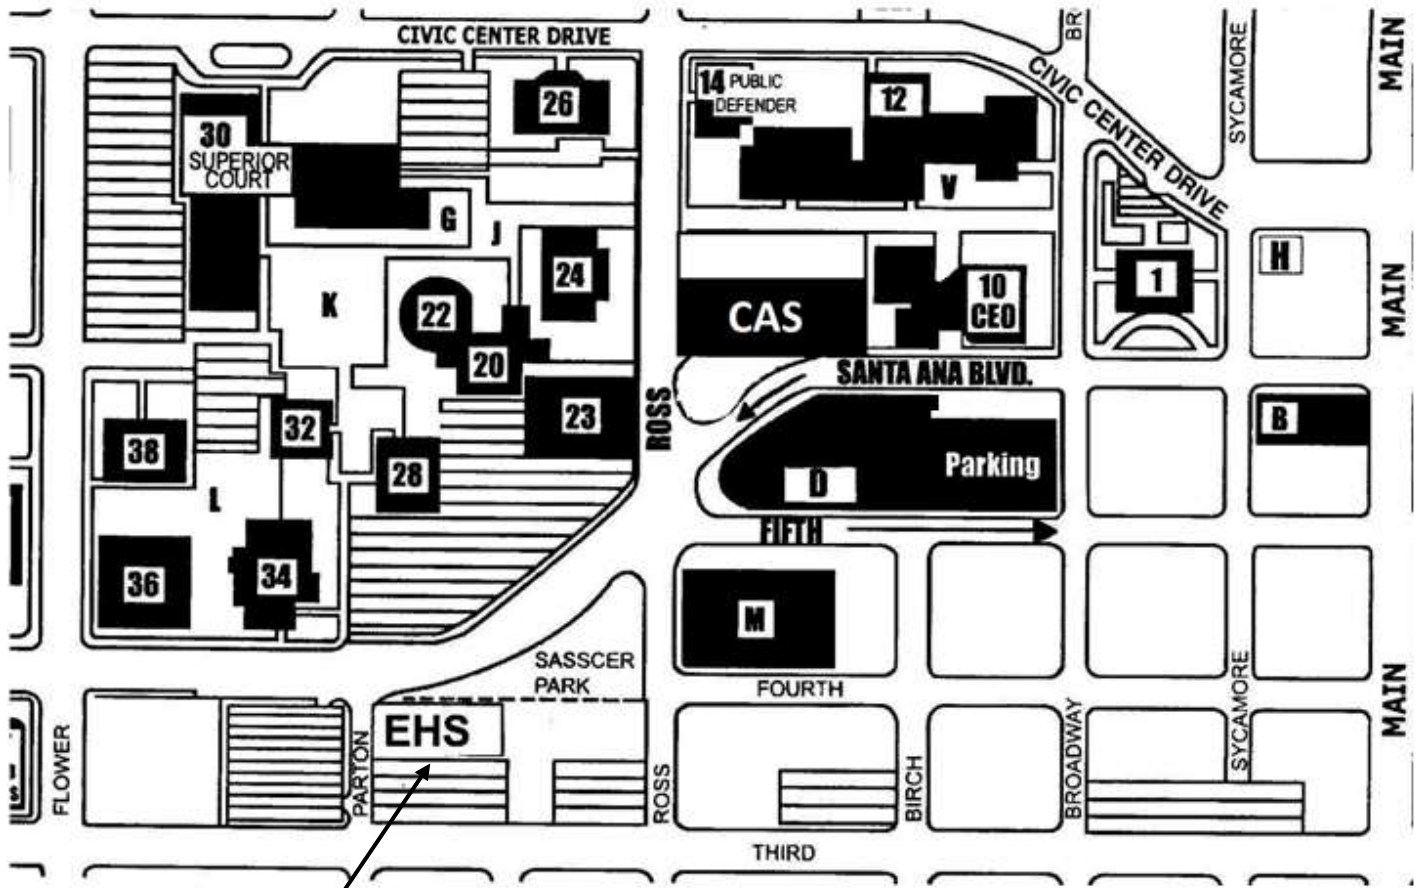 CIVIC CENTER DRIVE
BR
SYCAMORE
MAIN
26
14 PUBLIC
DEFENDER
12
CIVIC CENTER DRIVE
30
SUPERIOR
COURT
V
G
J
24
H
1
10
CEO
MAIN
K
22
CAS
20
SANTA ANA BLVD.
23
ROSS
32
B
38
28
Parking
D
L
FIFTH
36
34
M
SASSCER
PARK
FOURTH
SYCAMORE
MAIN
EHS
FLOWER
PARTON
ROSS
BIRCH
BROADWAY
THIRD